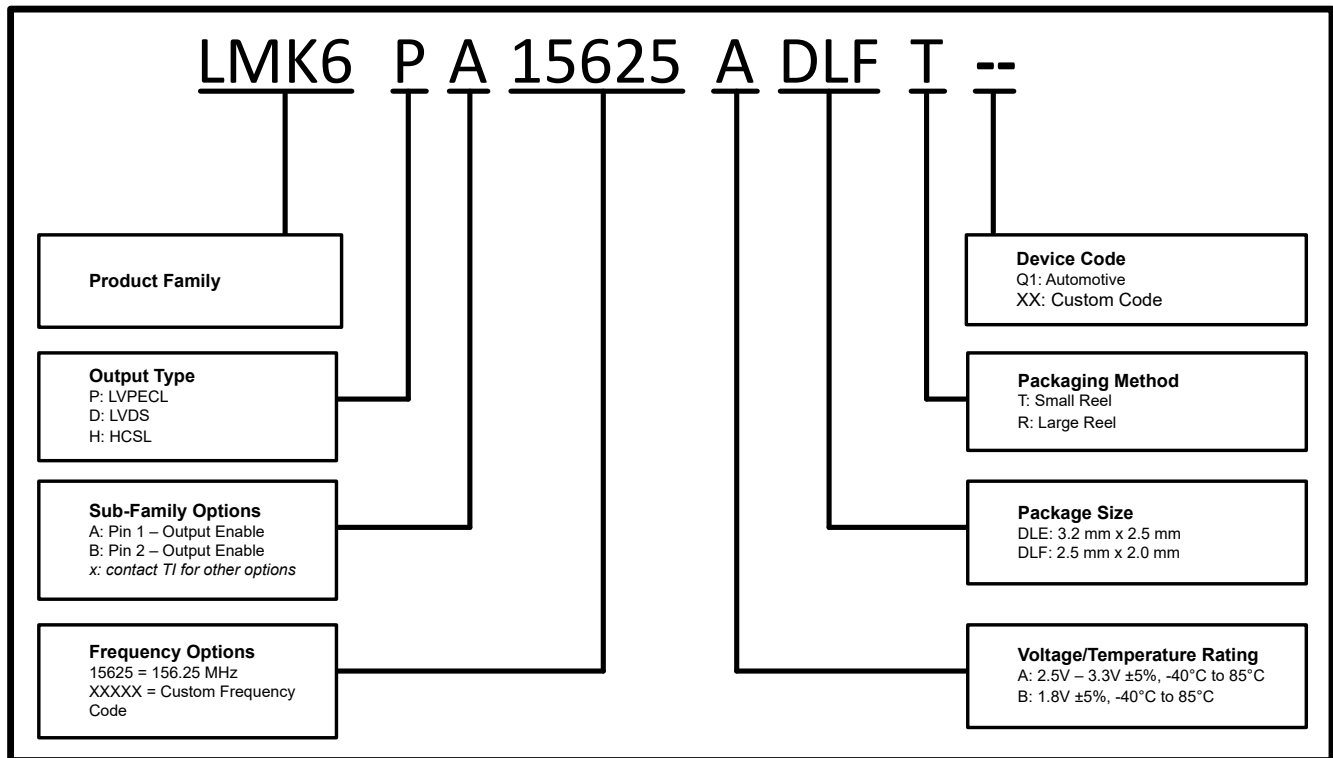 LMK6 P A 15625 A DLF T --
Product Family
Output Type
P: LVPECL
D: LVDS
H: HCSL
Sub-Family Options
A: Pin 1 – Output Enable
B: Pin 2 – Output Enable
x: contact TI for other options
Frequency Options
15625 = 156.25 MHz
XXXXX = Custom Frequency
Code
Device Code
Q1: Automotive
XX: Custom Code
Packaging Method
T: Small Reel
R: Large Reel
Package Size
DLE: 3.2 mm x 2.5 mm
DLF: 2.5 mm x 2.0 mm
Voltage/Temperature Rating
A: 2.5V – 3.3V ±5%, -40°C to 85°C
B: 1.8V ±5%, -40°C to 85°C